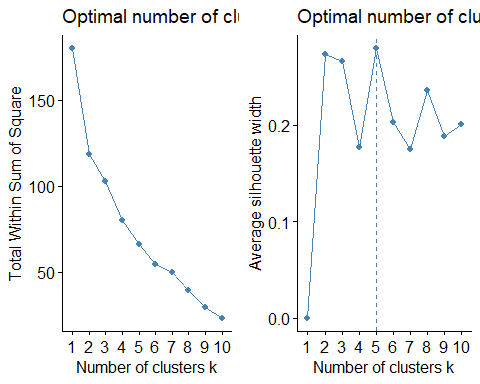 Optimal number of clu
Total Within Sum of Square
150
100
50
1 2 3 4 5 6 7 8 9 10
Number of clusters k
Optimal number of clu
Average silhouette width
0.2
0.1
0.0
1 2 3 4 5 6 7 8 9 10
Number of clusters k